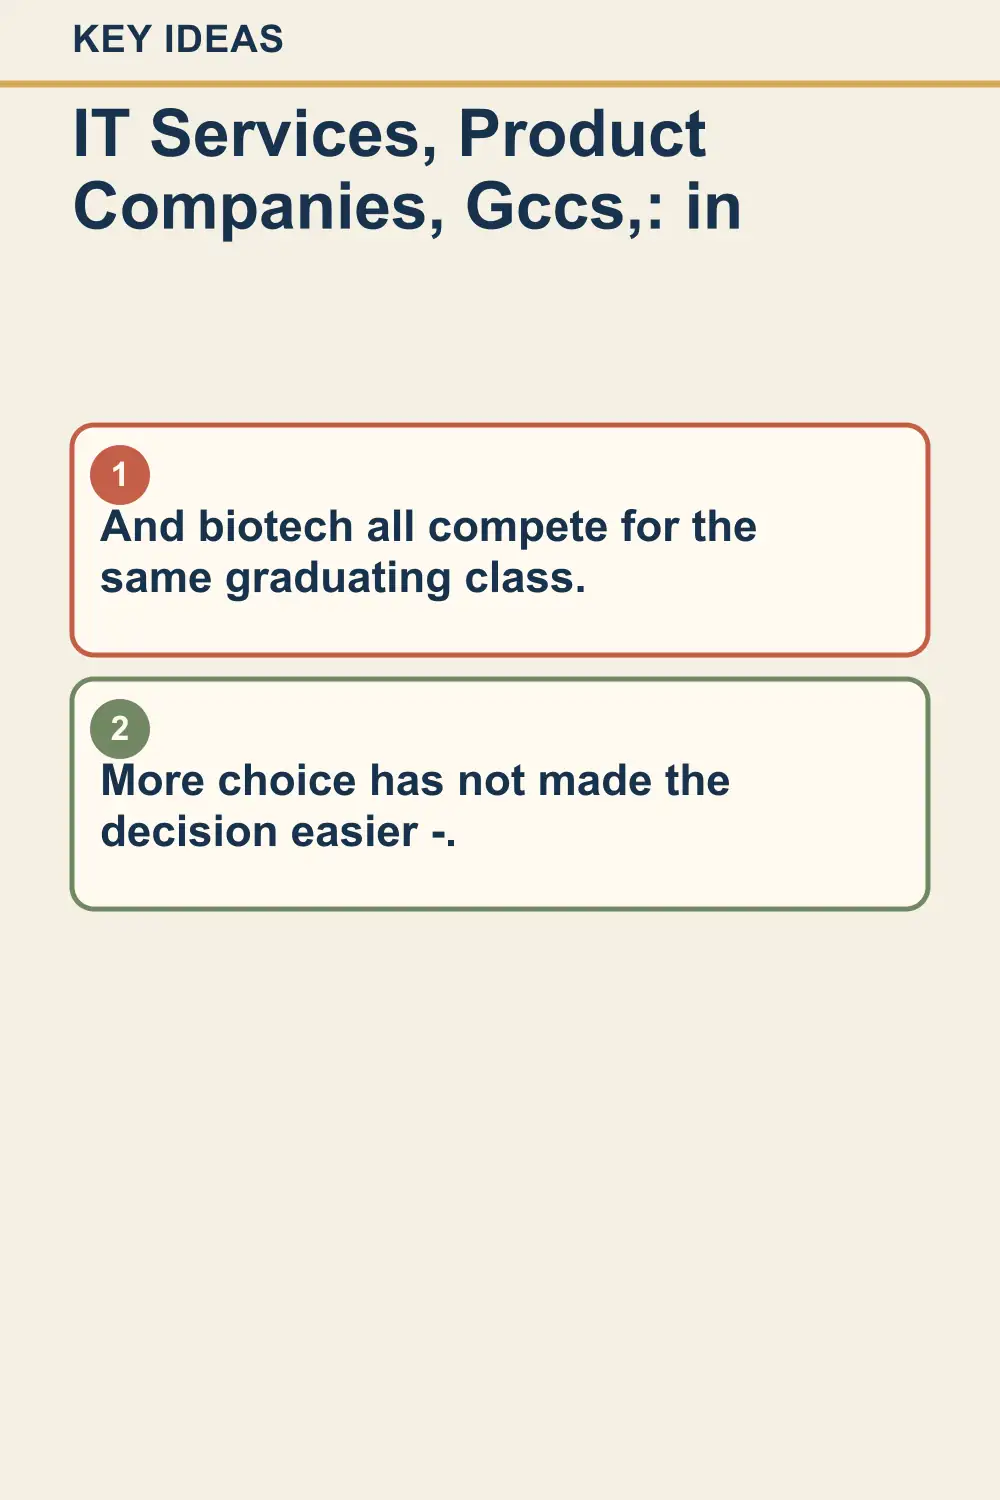 KEY IDEAS
IT Services, Product
Companies, Gccs,: in
1
And biotech all compete for the
same graduating class.
2
More choice has not made the
decision easier -.